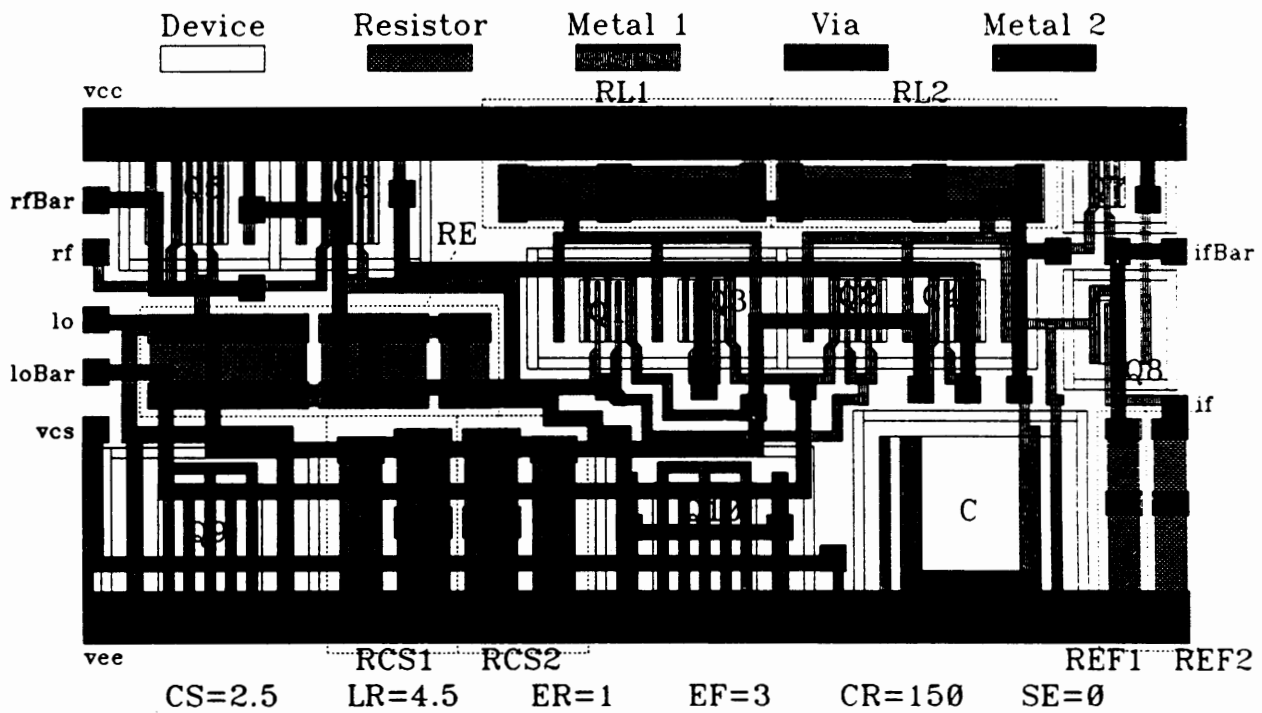 Device Resistor Metal 1 Via Metal 2
vcc RL1 RL2
Q5 Q6
rfBar
rf RE ifBar
Q1 Q3 Q2 Q4
lo
loBar Q8
vcs if
Q9 Q10 C
vee RCS1 RCS2 REF1 REF2
CS=2.5 LR=4.5 ER=1 EF=3 CR=150 SE=0